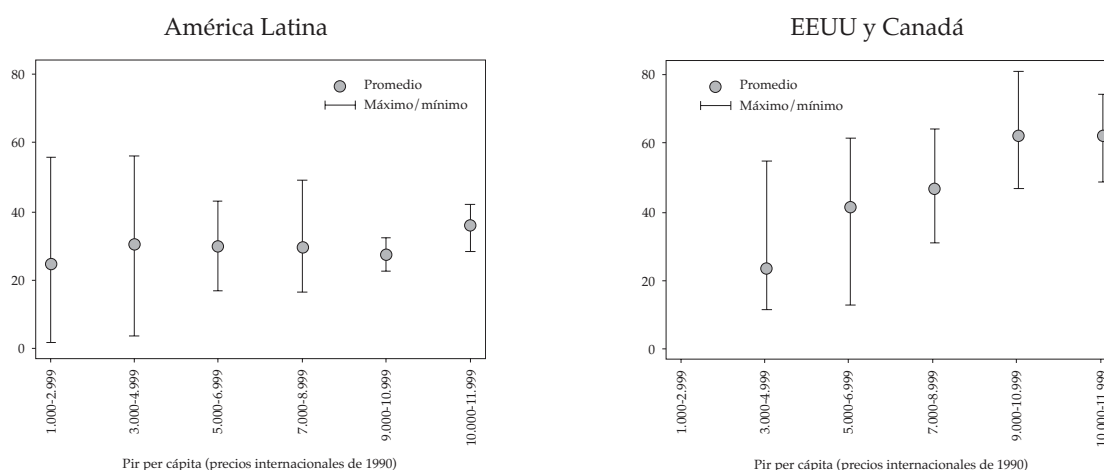 América Latina
80
60
40
20
0
Promedio
Máximo/mínimo
1.000-2.999
3.000-4.999
5.000-6.999
7.000-8.999
9.000-10.999
10.000-11.999
Pir per cápita (precios internacionales de 1990)
EEUU y Canadá
80
60
40
20
0
Promedio
Máximo/mínimo
1.000-2.999
3.000-4.999
5.000-6.999
7.000-8.999
9.000-10.999
10.000-11.999
Pir per cápita (precios internacionales de 1990)